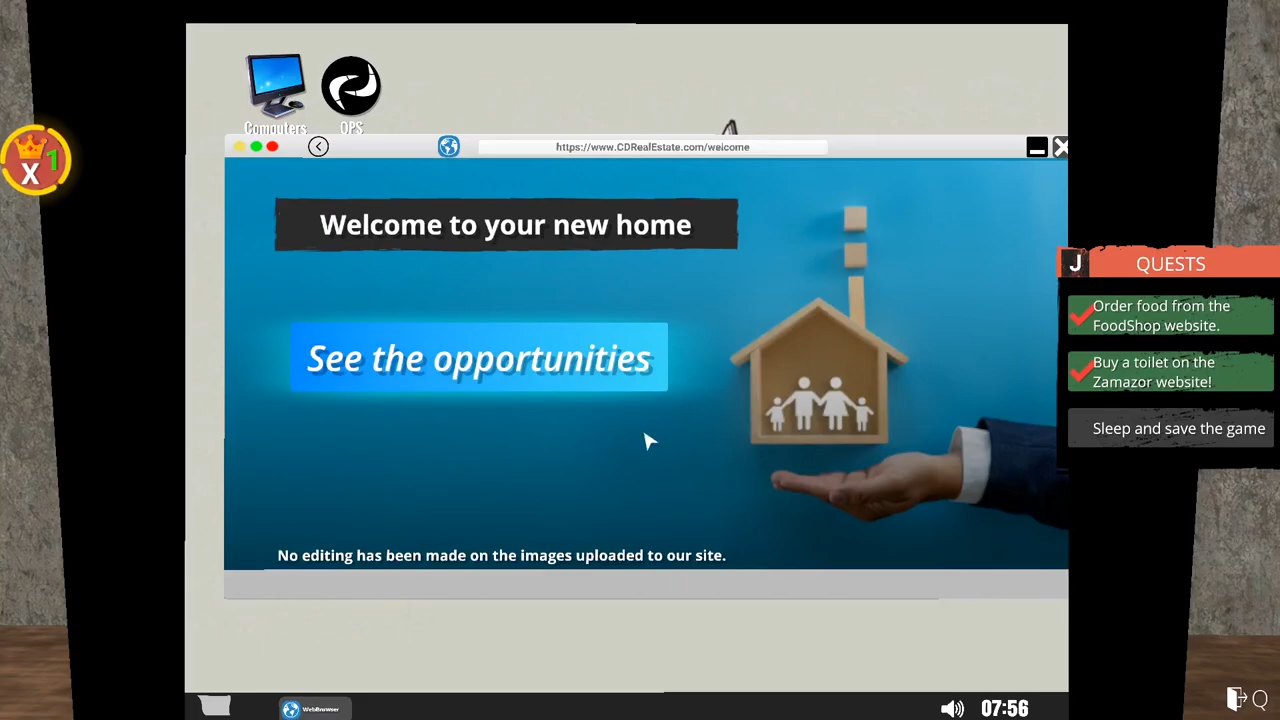 Computers
OPS
https://www.CDRealEstate.com/welcome
X 1
Welcome to your new home
See the opportunities
No editing has been made on the images uploaded to our site.
J QUESTS
Order food from the
FoodShop website.
Buy a toilet on the
Zamazor website!
Sleep and save the game
WebBrowser
07:56
Q